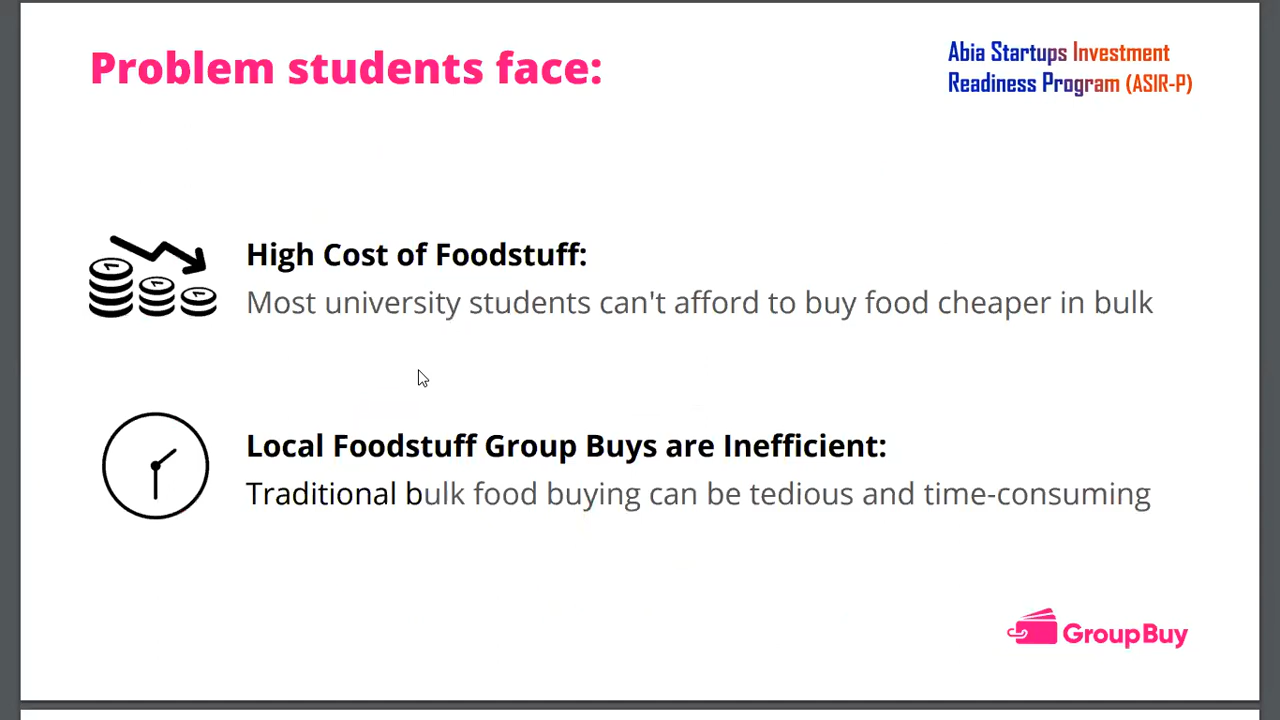 Problem students face:
Abia Startups Investment
Readiness Program (ASIR-P)
High Cost of Foodstuff:
Most university students can't afford to buy food cheaper in bulk
Local Foodstuff Group Buys are Inefficient:
Traditional bulk food buying can be tedious and time-consuming
GroupBuy